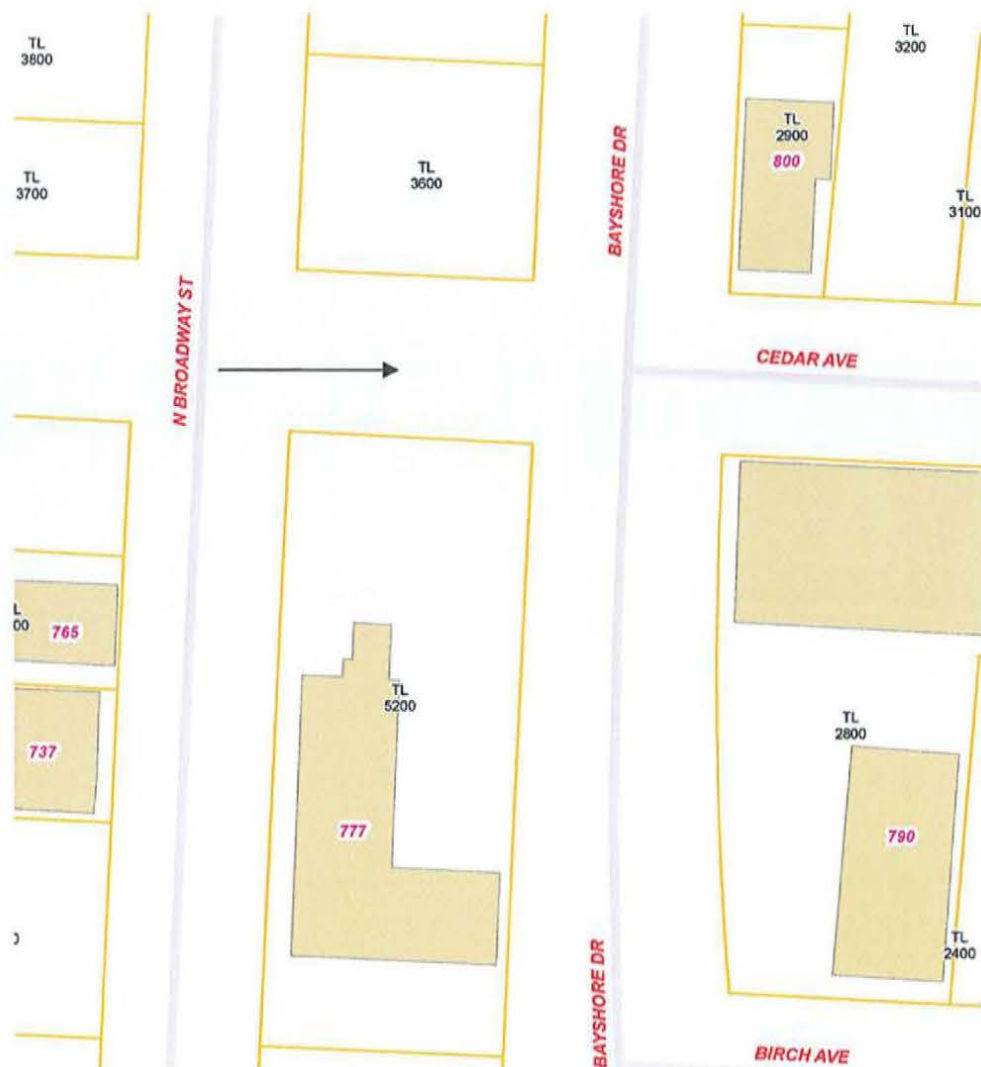 TL
3800
TL
3200
TL
2900
800
TL
3700
TL
3600
BAYSHORE DR
TL
3100
N BROADWAY ST
CEDAR AVE
L
00
765
TL
5200
737
TL
2800
777
790
TL
2400
BAYSHORE DR
BIRCH AVE